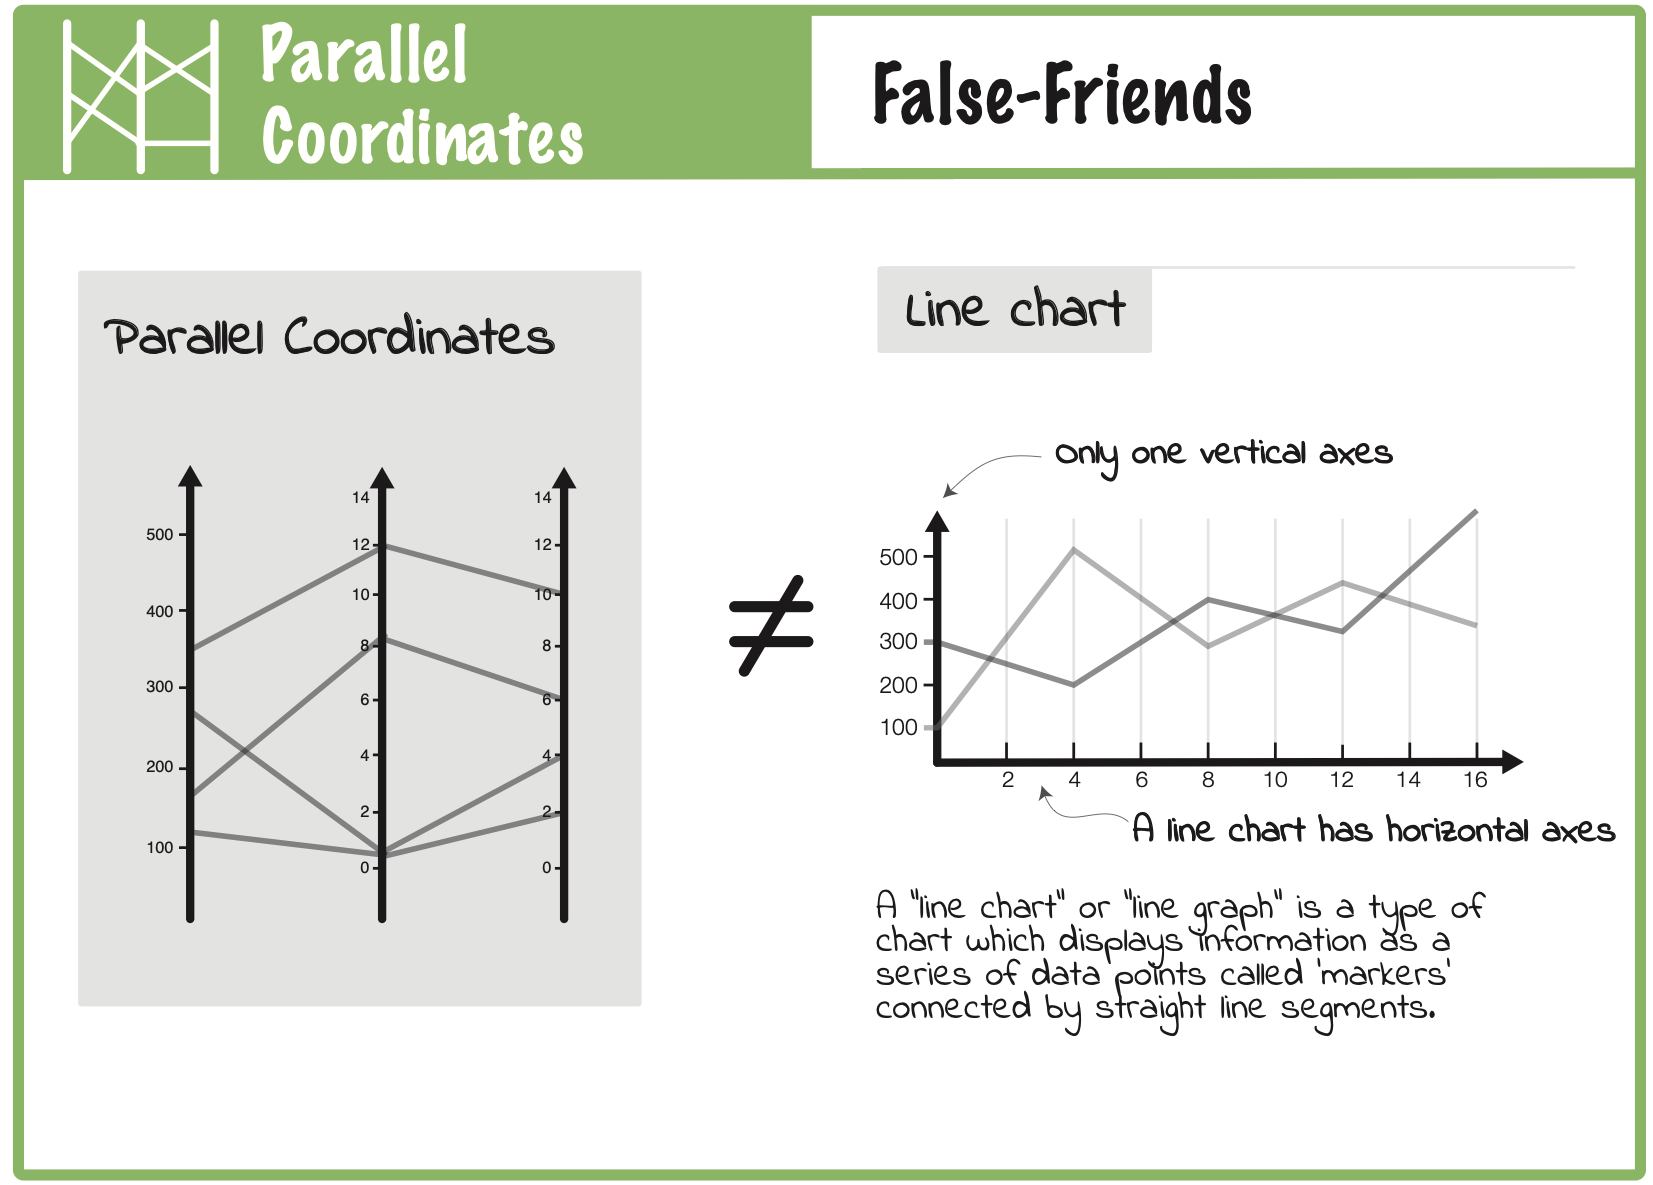 Parallel
Coordinates
False-Friends
Parallel Coordinates
500
400
300
200
100
14
12
10
8
6
4
2
0
14
12
10
8
6
4
2
0
≠
Line chart
Only one vertical axes
500
400
300
200
100
2 4 6 8 10 12 14 16
A line chart has horizontal axes
A "line chart" or "line graph" is a type of
chart which displays information as a
series of data points called 'markers'
connected by straight line segments.